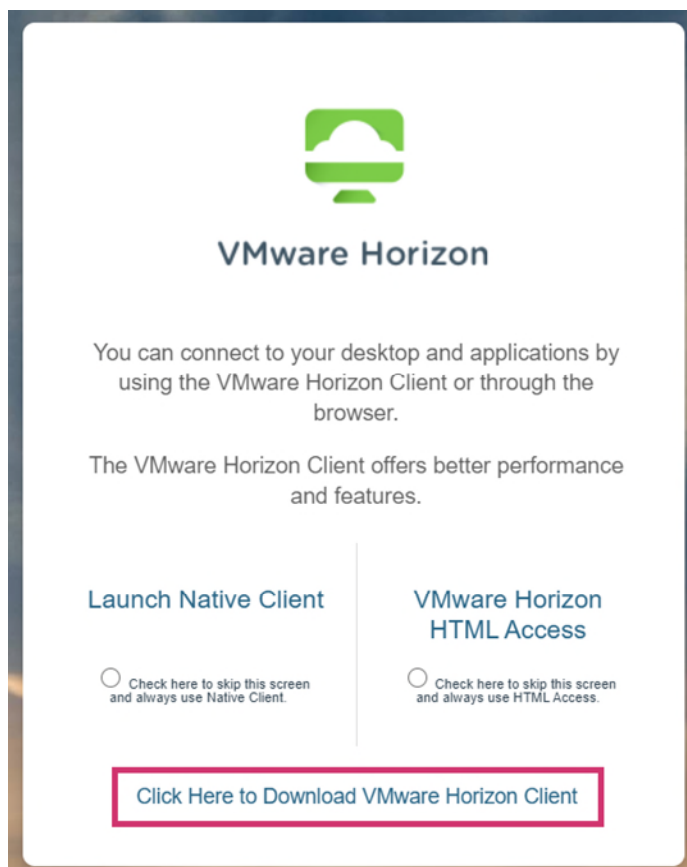 VMware Horizon
You can connect to your desktop and applications by
using the VMware Horizon Client or through the
browser.
The VMware Horizon Client offers better performance
and features.
Launch Native Client
Check here to skip this screen
and always use Native Client.
VMware Horizon
HTML Access
Check here to skip this screen
and always use HTML Access.
Click Here to Download VMware Horizon Client